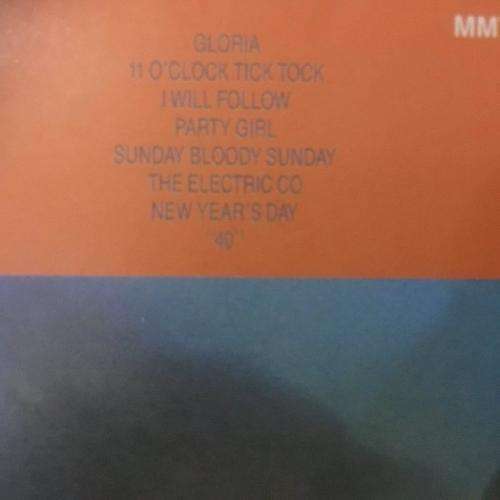 MM
GLORIA
11 O'CLOCK TICK TOCK
I WILL FOLLOW
PARTY GIRL
SUNDAY BLOODY SUNDAY
THE ELECTRIC CO
NEW YEAR'S DAY
"40"